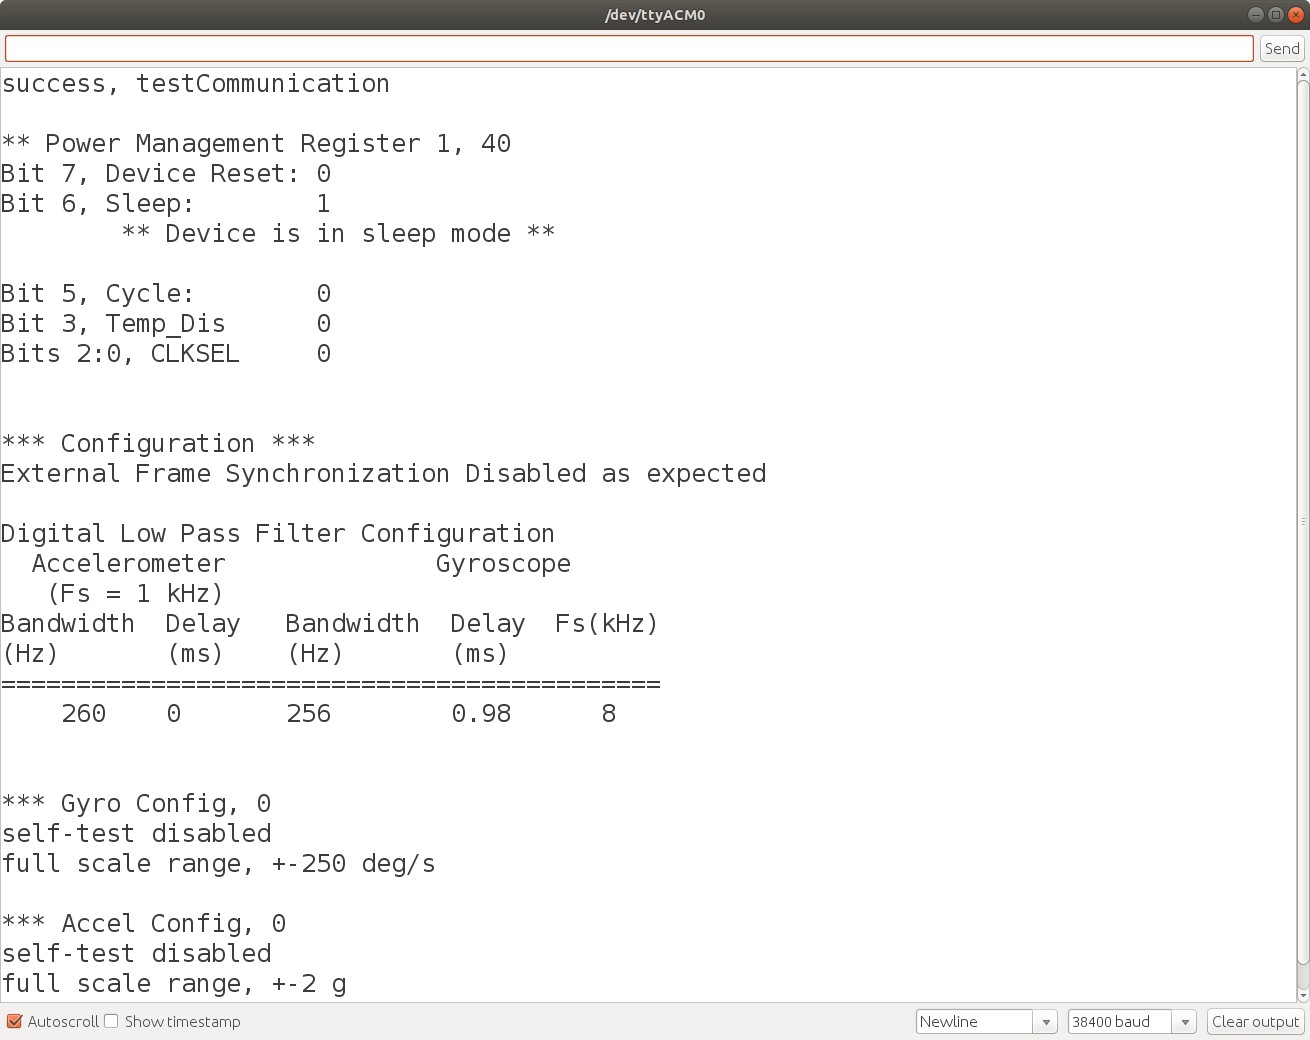 /dev/ttyACM0
Send
success, testCommunication
** Power Management Register 1, 40
Bit 7, Device Reset: 0
Bit 6, Sleep: 1
** Device is in sleep mode **
Bit 5, Cycle: 0
Bit 3, Temp_Dis 0
Bits 2:0, CLKSEL 0
*** Configuration ***
External Frame Synchronization Disabled as expected
Digital Low Pass Filter Configuration
Accelerometer Gyroscope
(Fs = 1 kHz)
Bandwidth Delay Bandwidth Delay Fs(kHz)
(Hz) (ms) (Hz) (ms)
============================================
260 0 256 0.98 8
*** Gyro Config, 0
self-test disabled
full scale range, +-250 deg/s
*** Accel Config, 0
self-test disabled
full scale range, +-2 g
Autoscroll Show timestamp Newline 38400 baud Clear output